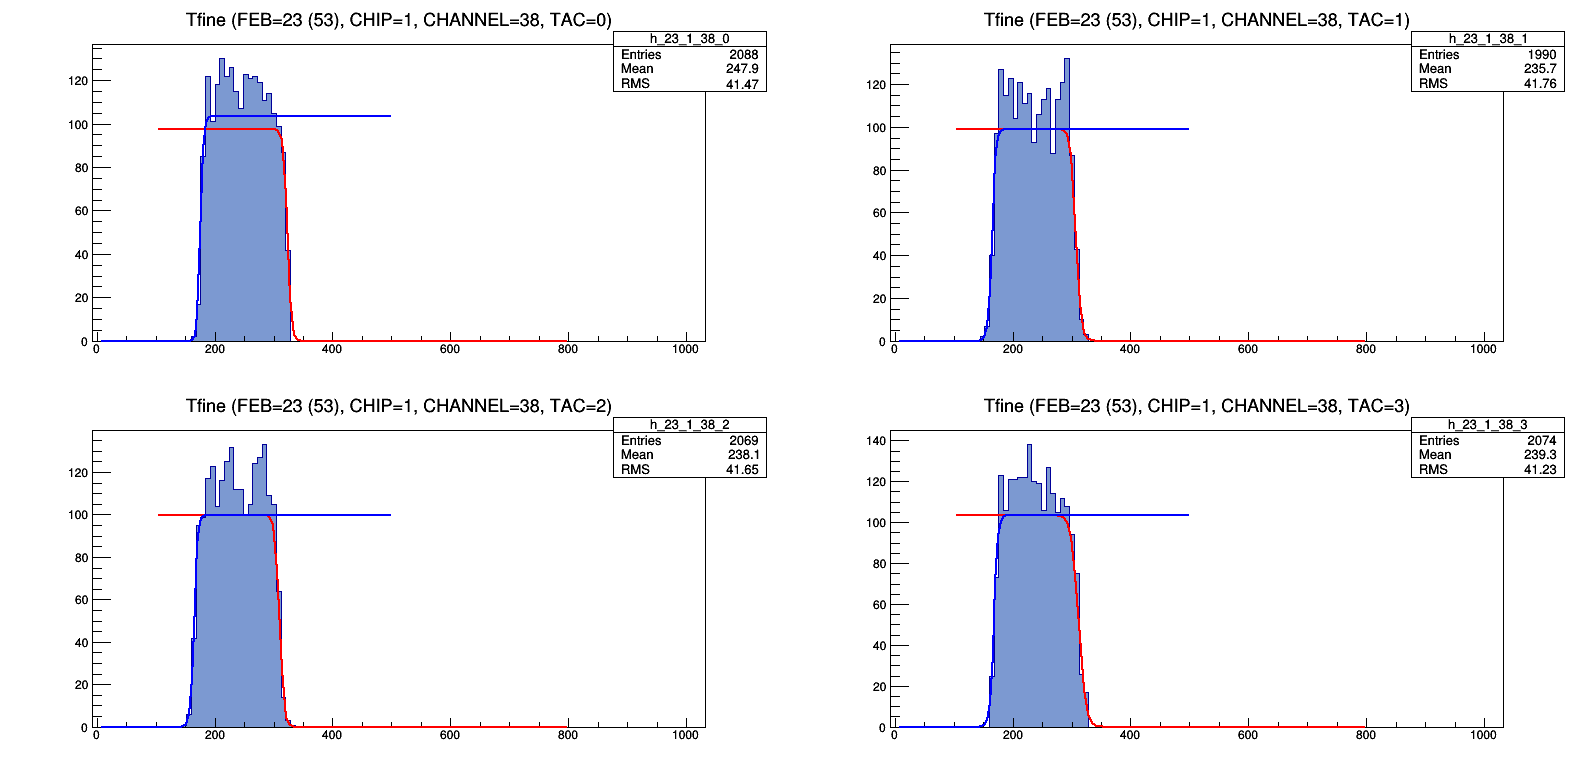 Tfine (FEB=23 (53), CHIP=1, CHANNEL=38, TAC=0)
h_23_1_38_0
Entries 2088
Mean 247.9
RMS 41.47
120
100
80
60
40
20
0
0 200 400 600 800 1000
Tfine (FEB=23 (53), CHIP=1, CHANNEL=38, TAC=1)
h_23_1_38_1
Entries 1990
Mean 235.7
RMS 41.76
120
100
80
60
40
20
0
0 200 400 600 800 1000
Tfine (FEB=23 (53), CHIP=1, CHANNEL=38, TAC=2)
h_23_1_38_2
Entries 2069
Mean 238.1
RMS 41.65
120
100
80
60
40
20
0
0 200 400 600 800 1000
Tfine (FEB=23 (53), CHIP=1, CHANNEL=38, TAC=3)
h_23_1_38_3
Entries 2074
Mean 239.3
RMS 41.23
140
120
100
80
60
40
20
0
0 200 400 600 800 1000